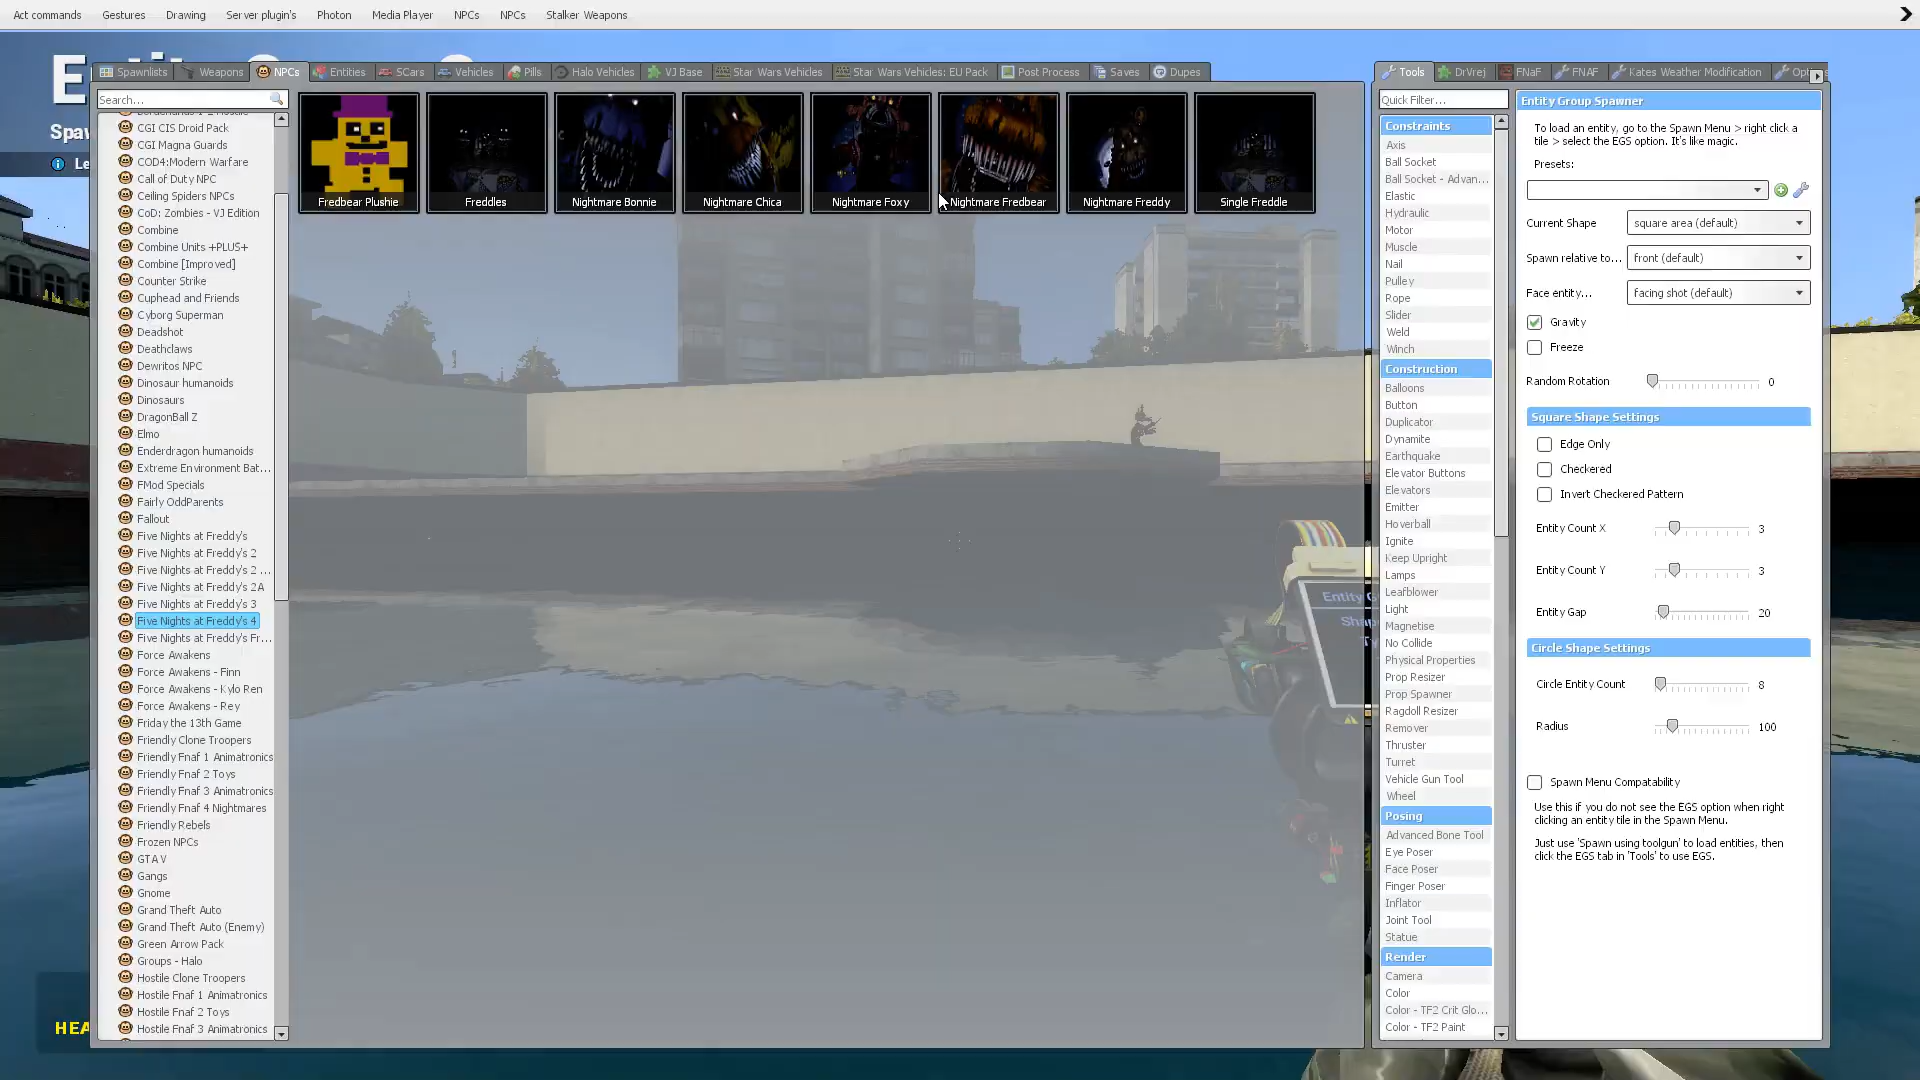 Act commands
Gestures
Drawing
Server plugin's
Photon
Media Player
NPCs
NPCs
Stalker Weapons
Spawnlists
Weapons
NPCs
Entities
SCars
Vehicles
Pills
Halo Vehicles
VJ Base
Star Wars Vehicles
Star Wars Vehicles: EU Pack
Post Process
Saves
Dupes
Tools
DrVrej
FNaF
FNAF
Kates Weather Modification
Search...
CGI CIS Droid Pack
CGI Magna Guards
COD4:Modern Warfare
Call of Duty NPC
Ceiling Spiders NPCs
CoD: Zombies - VJ Edition
Combine
Combine Units +PLUS+
Combine [Improved]
Counter Strike
Cuphead and Friends
Cyborg Superman
Deadshot
Deathclaws
Dewritos NPC
Dinosaur humanoids
Dinosaurs
DragonBall Z
Elmo
Enderdragon humanoids
Extreme Environment Bat...
FMod Specials
Fairly OddParents
Fallout
Five Nights at Freddy's
Five Nights at Freddy's 2
Five Nights at Freddy's 2 ...
Five Nights at Freddy's 2A
Five Nights at Freddy's 3
Five Nights at Freddy's 4
Five Nights at Freddy's Fr...
Force Awakens
Force Awakens - Finn
Force Awakens - Kylo Ren
Force Awakens - Rey
Friday the 13th Game
Friendly Clone Troopers
Friendly Fnaf 1 Animatronics
Friendly Fnaf 2 Toys
Friendly Fnaf 3 Animatronics
Friendly Fnaf 4 Nightmares
Friendly Rebels
Frozen NPCs
GTA V
Gangs
Gnome
Grand Theft Auto
Grand Theft Auto (Enemy)
Green Arrow Pack
Groups - Halo
Hostile Clone Troopers
Hostile Fnaf 1 Animatronics
Hostile Fnaf 2 Toys
Hostile Fnaf 3 Animatronics
Fredbear Plushie
Freddles
Nightmare Bonnie
Nightmare Chica
Nightmare Foxy
Nightmare Fredbear
Nightmare Freddy
Single Freddle
Quick Filter...
Constraints
Axis
Ball Socket
Ball Socket - Advan...
Elastic
Hydraulic
Motor
Muscle
Nail
Pulley
Rope
Slider
Weld
Winch
Construction
Balloons
Button
Duplicator
Dynamite
Earthquake
Elevator Buttons
Elevators
Emitter
Hoverball
Ignite
Keep Upright
Lamps
Leafblower
Light
Magnetise
No Collide
Physical Properties
Prop Resizer
Prop Spawner
Ragdoll Resizer
Remover
Thruster
Turret
Vehicle Gun Tool
Wheel
Posing
Advanced Bone Tool
Eye Poser
Face Poser
Finger Poser
Inflator
Joint Tool
Statue
Render
Camera
Color
Color - TF2 Crit Glo...
Color - TF2 Paint
Entity Group Spawner
To load an entity, go to the Spawn Menu > right click a
tile > select the EGS option. It's like magic.
Presets:
Current Shape
square area (default)
Spawn relative to...
front (default)
Face entity...
facing shot (default)
Gravity
Freeze
Random Rotation
0
Square Shape Settings
Edge Only
Checkered
Invert Checkered Pattern
Entity Count X
3
Entity Count Y
3
Entity Gap
20
Circle Shape Settings
Circle Entity Count
8
Radius
100
Spawn Menu Compatability
Use this if you do not see the EGS option when right
clicking an entity tile in the Spawn Menu.
Just use 'Spawn using toolgun' to load entities, then
click the EGS tab in 'Tools' to use EGS.